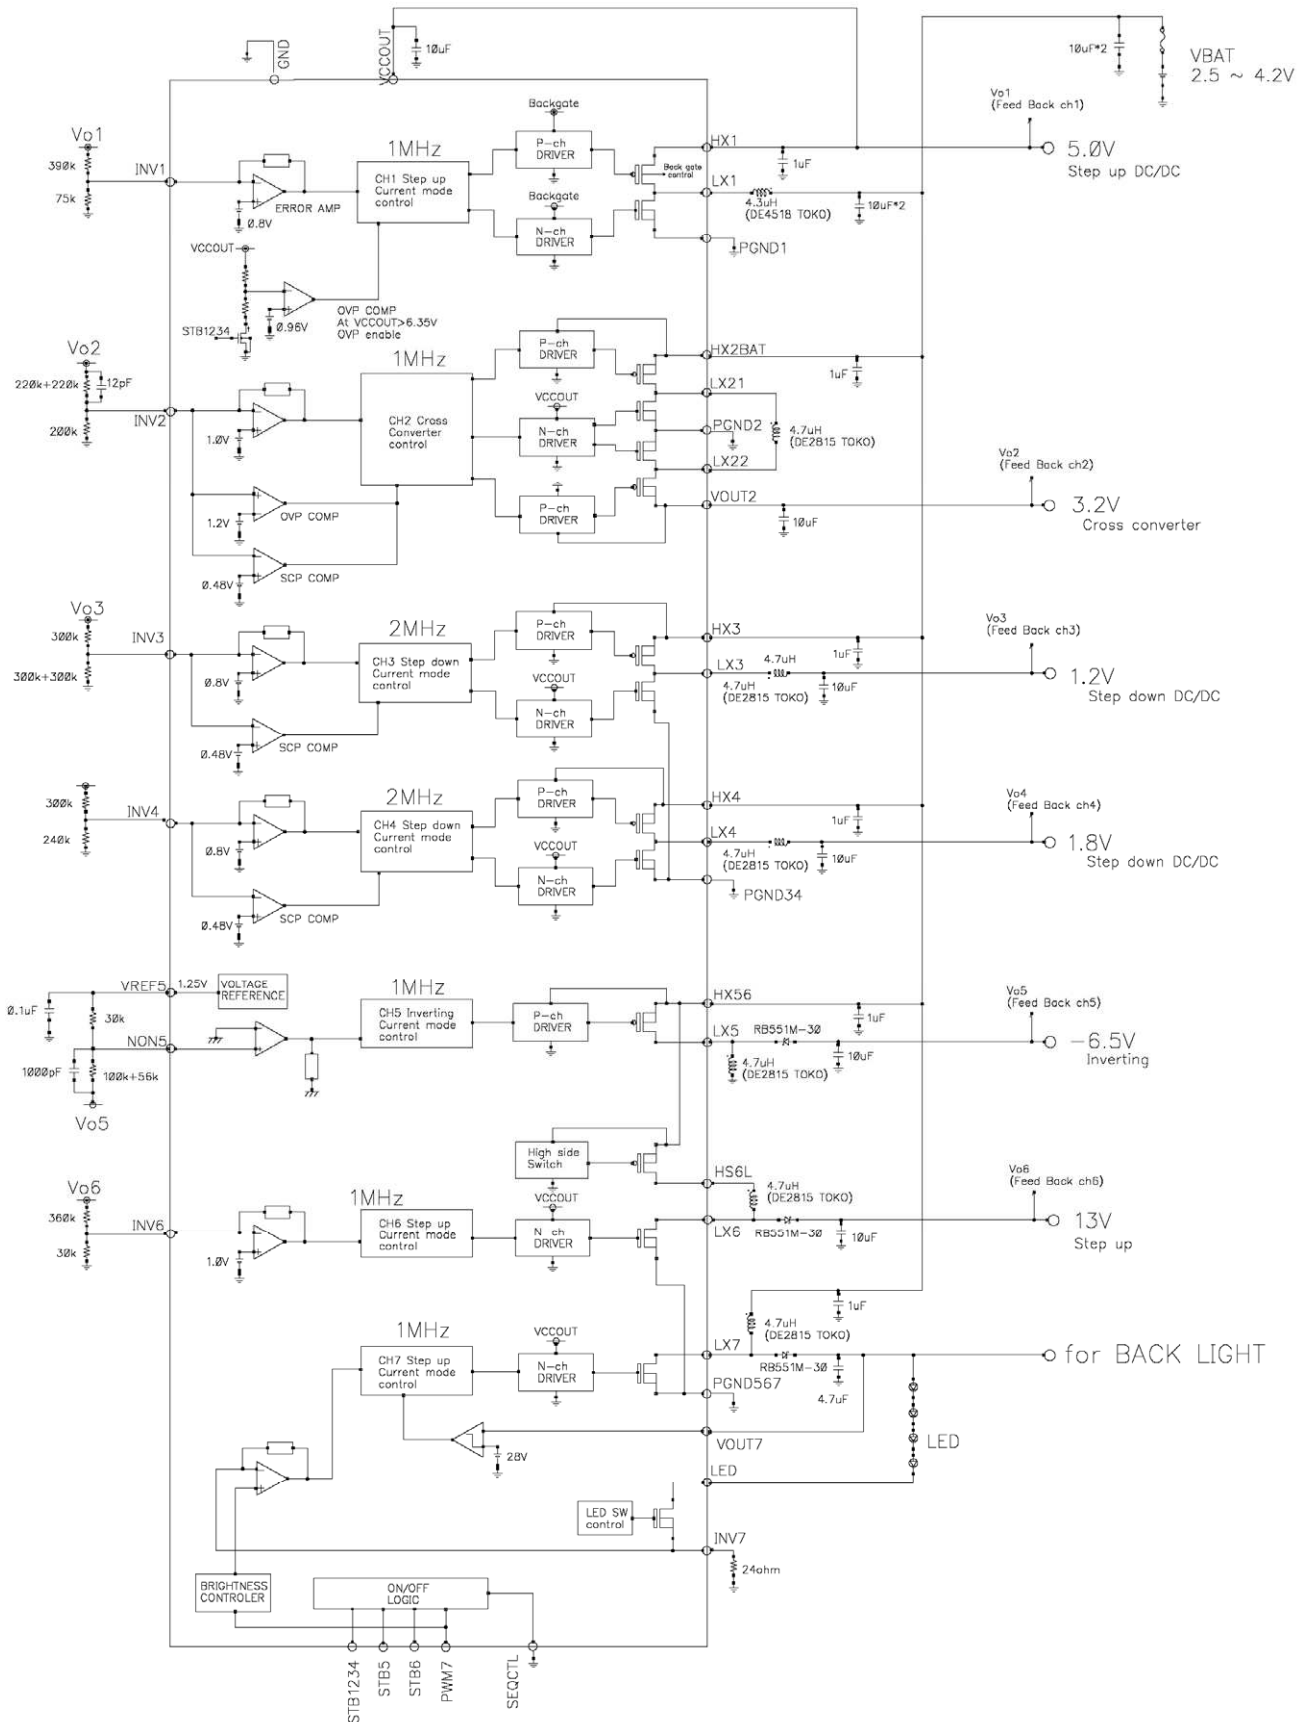 GND
VCCOUT
10uF
10uF*2
VBAT
2.5 ~ 4.2V
Vo1
(Feed Back ch1)
Backgate
Vo1
390k
75k
INV1
0.8V
ERROR AMP
1MHz
CH1 Step up
Current mode
control
P-ch
DRIVER
Backgate
N-ch
DRIVER
Back gate
control
HX1
1uF
5.0V
Step up DC/DC
LX1
4.3uH
(DE4518 TOKO)
10uF*2
PGND1
VCCOUT
STB1234
0.96V
OVP COMP
At VCCOUT>6.35V
OVP enable
Vo2
220k+220k
12pF
200k
INV2
1.0V
1.2V
OVP COMP
0.48V
SCP COMP
1MHz
CH2 Cross
Converter
control
P-ch
DRIVER
VCCOUT
N-ch
DRIVER
P-ch
DRIVER
HX2BAT
1uF
LX21
PGND2
4.7uH
(DE2815 TOKO)
LX22
VOUT2
10uF
Vo2
(Feed Back ch2)
3.2V
Cross converter
Vo3
300k
300k+300k
INV3
0.8V
0.48V
SCP COMP
2MHz
CH3 Step down
Current mode
control
P-ch
DRIVER
VCCOUT
N-ch
DRIVER
HX3
1uF
LX3
4.7uH
4.7uH
(DE2815 TOKO)
10uF
Vo3
(Feed Back ch3)
1.2V
Step down DC/DC
300k
240k
INV4
0.8V
0.48V
SCP COMP
2MHz
CH4 Step down
Current mode
control
P-ch
DRIVER
VCCOUT
N-ch
DRIVER
HX4
1uF
LX4
4.7uH
(DE2815 TOKO)
10uF
PGND34
Vo4
(Feed Back ch4)
1.8V
Step down DC/DC
VREF5
1.25V
VOLTAGE
REFERENCE
0.1uF
30k
NON5
1000pF
100k+56k
Vo5
1MHz
CH5 Inverting
Current mode
control
P-ch
DRIVER
HX56
1uF
LX5
RB551M-30
4.7uH
(DE2815 TOKO)
10uF
Vo5
(Feed Back ch5)
-6.5V
Inverting
High side
Switch
HS6L
4.7uH
(DE2815 TOKO)
Vo6
(Feed Back ch6)
Vo6
360k
30k
INV6
1.0V
1MHz
CH6 Step up
Current mode
control
VCCOUT
N ch
DRIVER
LX6
RB551M-30
10uF
13V
Step up
1uF
4.7uH
(DE2815 TOKO)
1MHz
CH7 Step up
Current mode
control
VCCOUT
N-ch
DRIVER
LX7
RB551M-30
4.7uF
PGND567
for BACK LIGHT
28V
VOUT7
LED
LED
LED SW
control
INV7
24ohm
BRIGHTNESS
CONTROLER
ON/OFF
LOGIC
STB1234
STB5
STB6
PWM7
SEQCTL